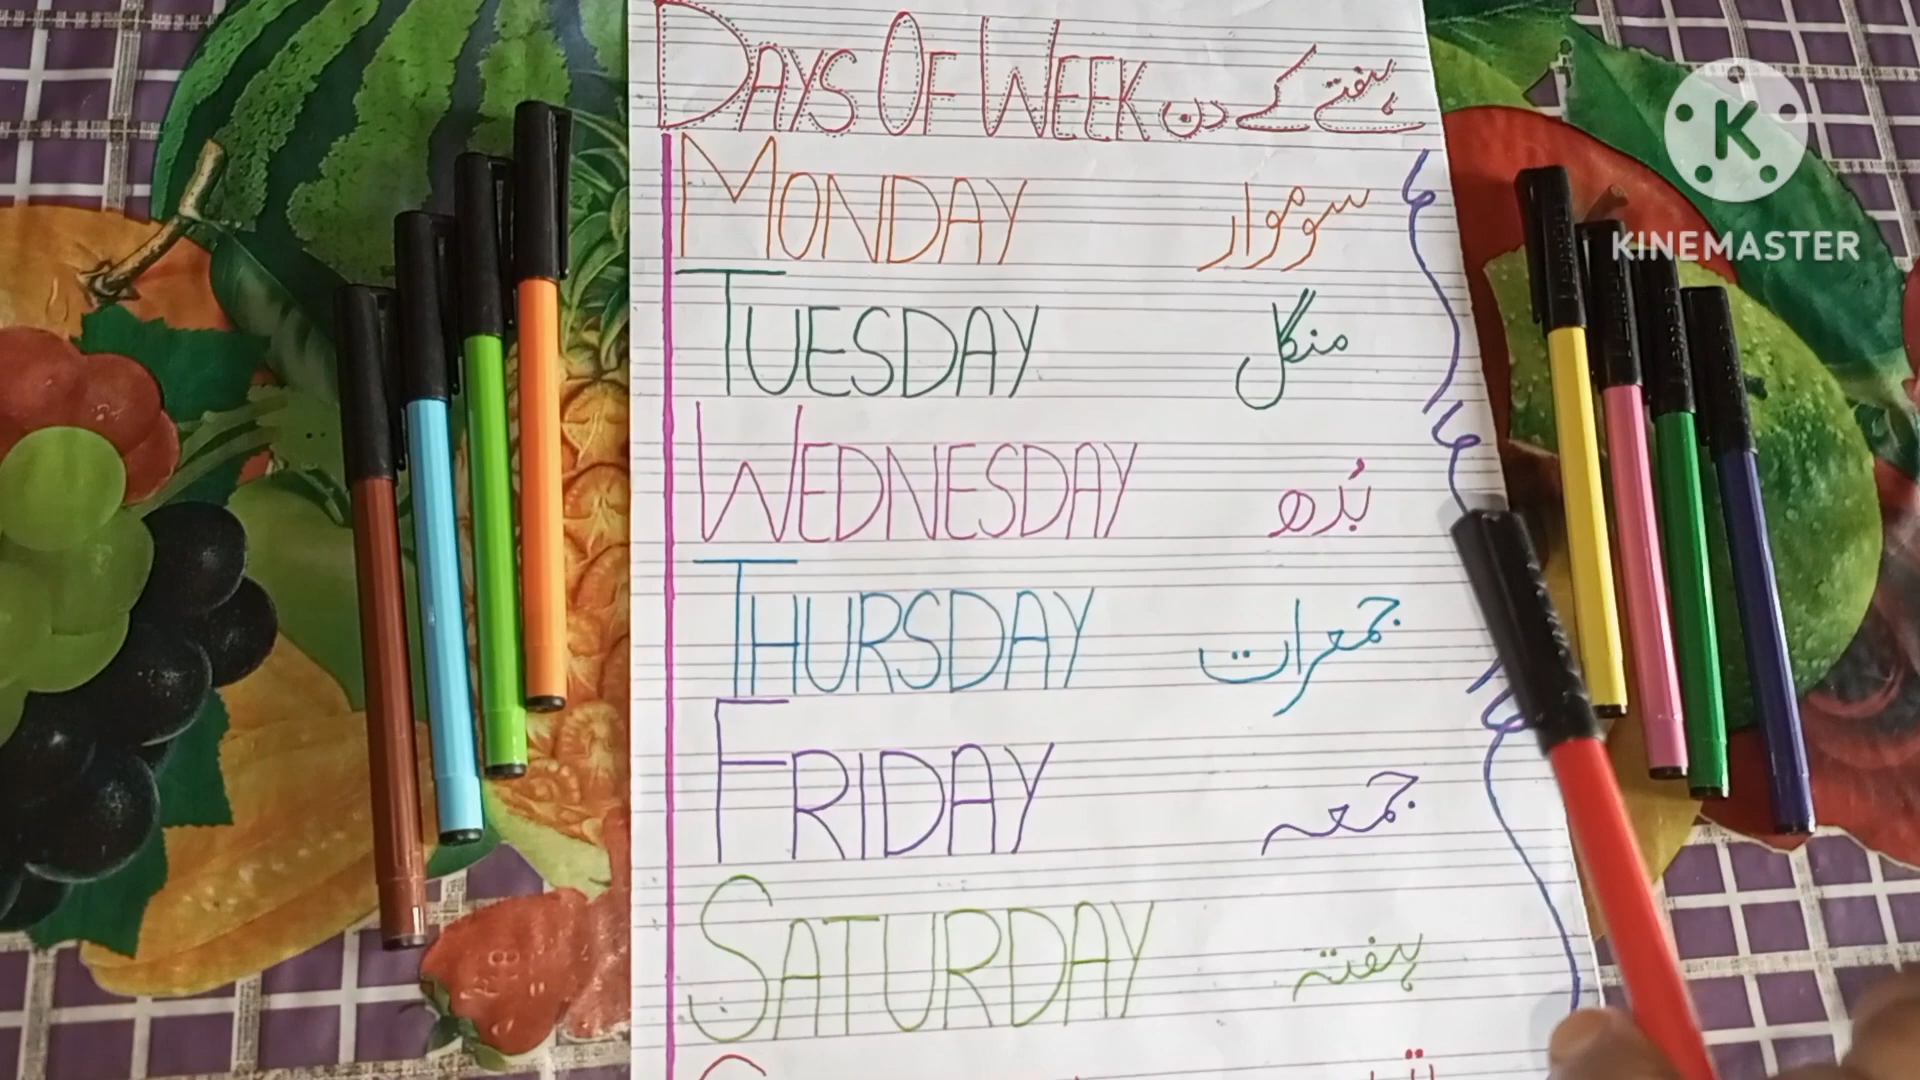 DAYS OF WEEK ہفتے کے دن
MONDAY سوموار
TUESDAY منگل
WEDNESDAY بُدھ
THURSDAY جمعرات
FRIDAY جمعہ
SATURDAY ہفتہ
K
KINEMASTER